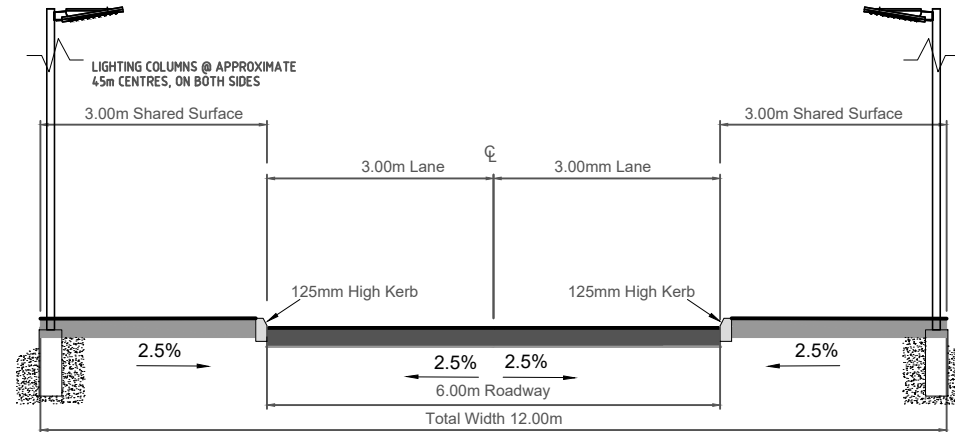 LIGHTING COLUMNS @ APPROXIMATE
45m CENTRES, ON BOTH SIDES
3.00m Shared Surface
3.00m Shared Surface
℄
3.00m Lane
3.00mm Lane
125mm High Kerb
125mm High Kerb
2.5%
2.5%
2.5%
2.5%
6.00m Roadway
Total Width 12.00m